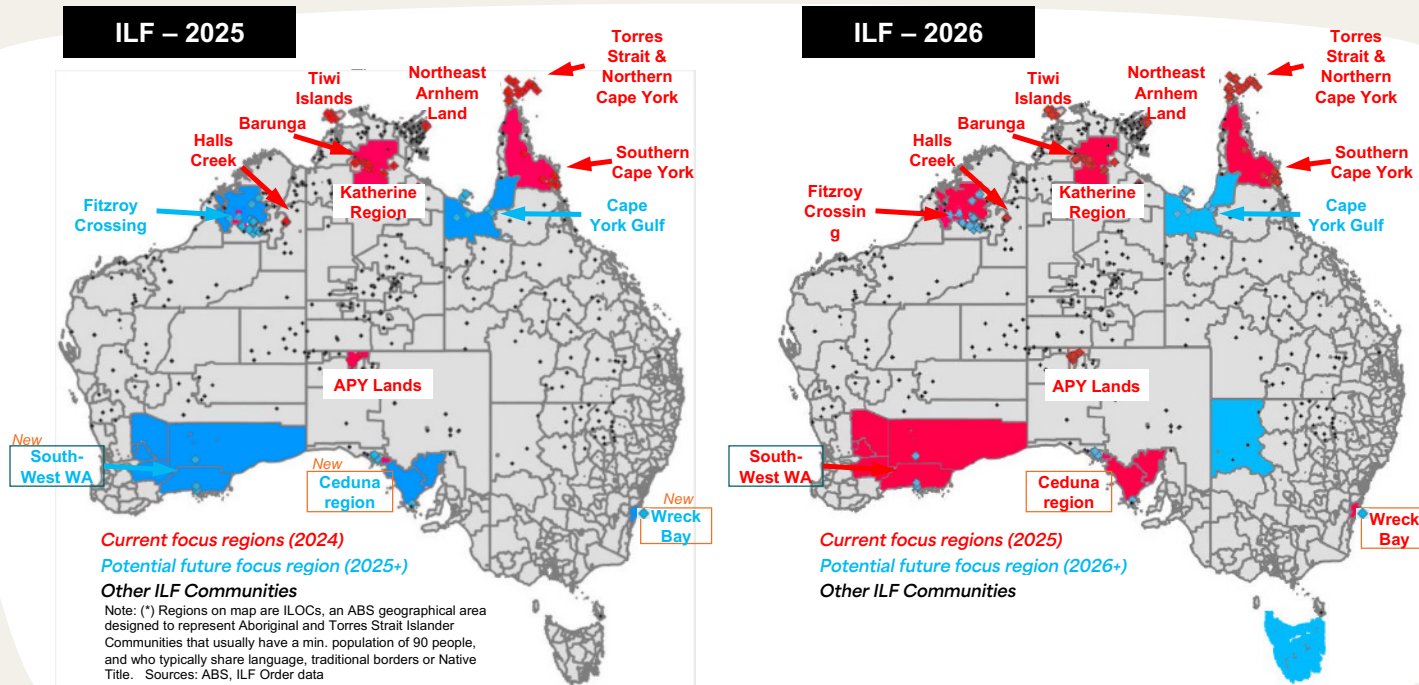 ILF – 2025
Torres
Strait &
Northern
Cape York
Tiwi
Islands
Northeast
Arnhem
Land
Barunga
Halls
Creek
Southern
Cape York
Fitzroy
Crossing
Katherine
Region
Cape
York Gulf
APY Lands
New
South-
West WA
New
Ceduna
region
New
Wreck
Bay
Current focus regions (2024)
Potential future focus region (2025+)
Other ILF Communities
Note: (*) Regions on map are ILOCs, an ABS geographical area
designed to represent Aboriginal and Torres Strait Islander
Communities that usually have a min. population of 90 people,
and who typically share language, traditional borders or Native
Title. Sources: ABS, ILF Order data
ILF – 2026
Torres
Strait &
Northern
Cape York
Tiwi
Islands
Northeast
Arnhem
Land
Barunga
Halls
Creek
Southern
Cape York
Fitzroy
Crossin
g
Katherine
Region
Cape
York Gulf
APY Lands
South-
West WA
Ceduna
region
Wreck
Bay
Current focus regions (2025)
Potential future focus region (2026+)
Other ILF Communities